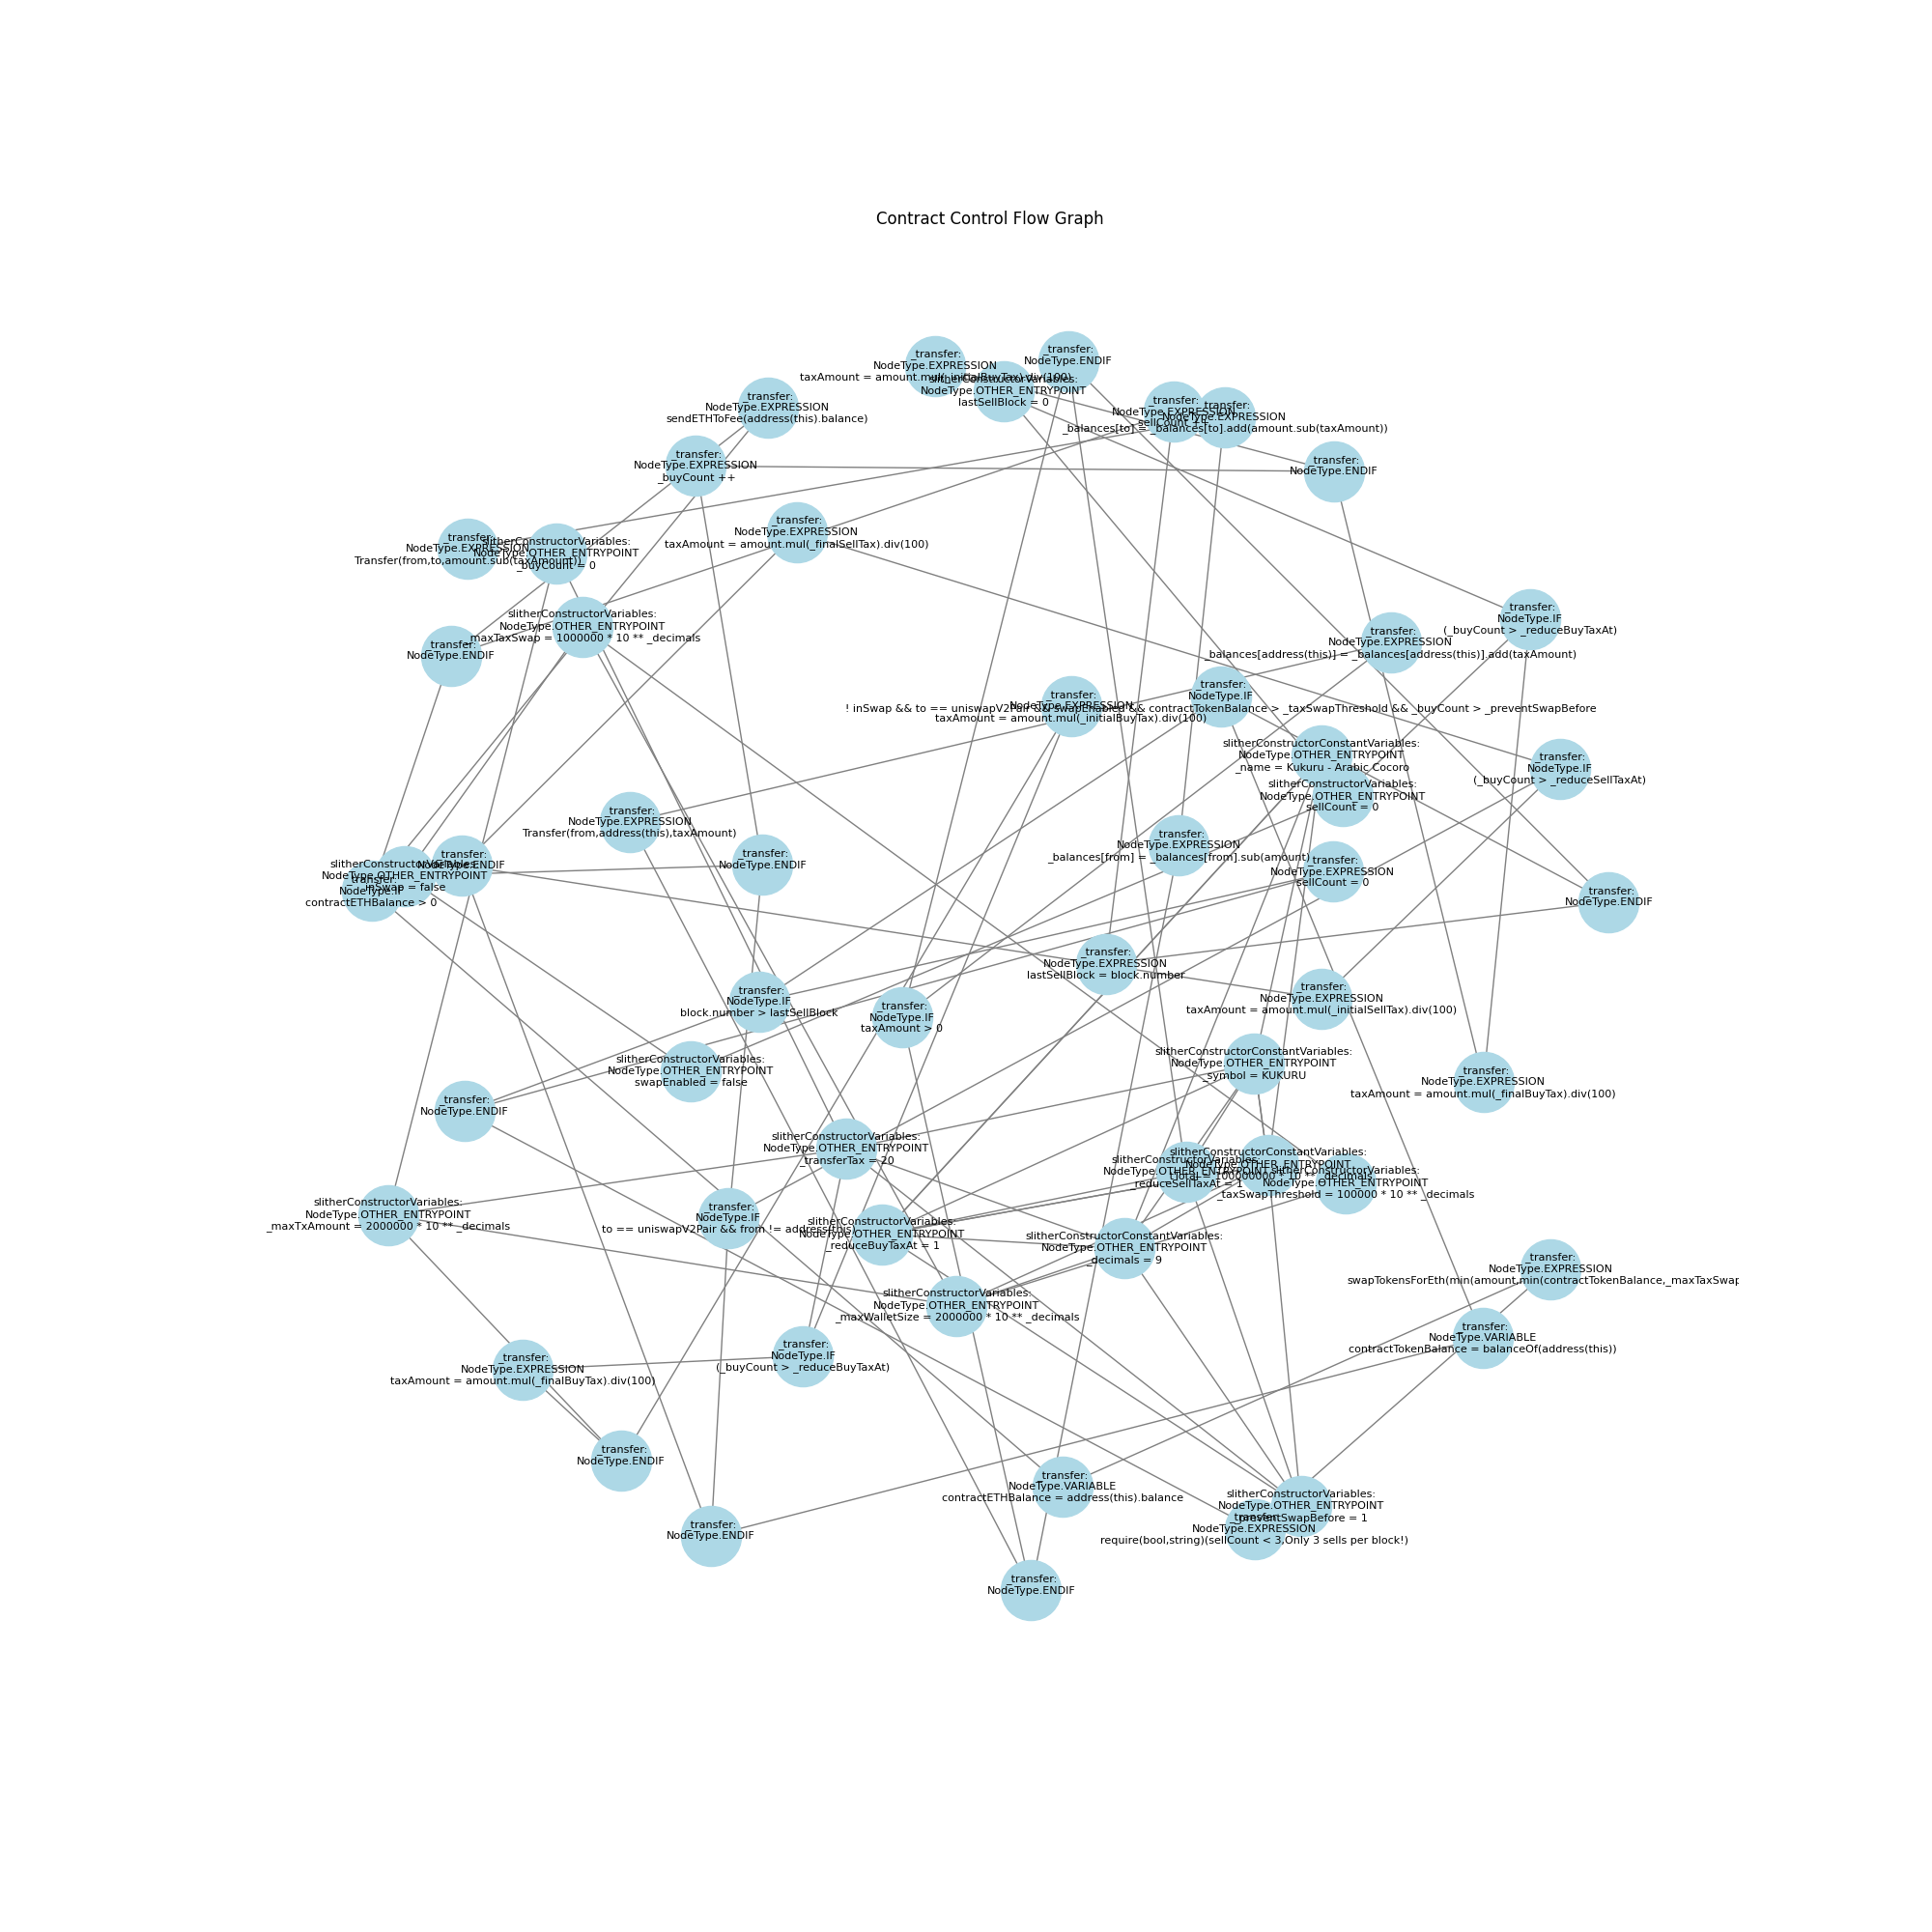 Contract Control Flow Graph
_transfer:
NodeType.ENDIF
_transfer:
NodeType.EXPRESSION
taxAmount = amount.mul(_initialBuyTax).div(100)
slitherConstructorVariables:
NodeType.OTHER_ENTRYPOINT
lastSellBlock = 0
_transfer:
NodeType.EXPRESSION
sendETHToFee(address(this).balance)
_transfer:
NodeType.EXPRESSION
sellCount ++
_transfer:
NodeType.EXPRESSION
_balances[to] = _balances[to].add(amount.sub(taxAmount))
_transfer:
NodeType.EXPRESSION
_buyCount ++
_transfer:
NodeType.ENDIF
_transfer:
NodeType.EXPRESSION
taxAmount = amount.mul(_finalSellTax).div(100)
_transfer:
NodeType.EXPRESSION
Transfer(from,to,amount.sub(taxAmount))
slitherConstructorVariables:
NodeType.OTHER_ENTRYPOINT
_buyCount = 0
_transfer:
NodeType.IF
(_buyCount > _reduceBuyTaxAt)
slitherConstructorVariables:
NodeType.OTHER_ENTRYPOINT
_maxTaxSwap = 1000000 * 10 ** _decimals
_transfer:
NodeType.EXPRESSION
_balances[address(this)] = _balances[address(this)].add(taxAmount)
_transfer:
NodeType.ENDIF
_transfer:
NodeType.IF
! inSwap && to == uniswapV2Pair && swapEnabled && contractTokenBalance > _taxSwapThreshold && _buyCount > _preventSwapBefore
_transfer:
NodeType.EXPRESSION
taxAmount = amount.mul(_initialBuyTax).div(100)
slitherConstructorConstantVariables:
NodeType.OTHER_ENTRYPOINT
_name = Kukuru - Arabic Cocoro
_transfer:
NodeType.IF
(_buyCount > _reduceSellTaxAt)
slitherConstructorVariables:
NodeType.OTHER_ENTRYPOINT
sellCount = 0
_transfer:
NodeType.EXPRESSION
Transfer(from,address(this),taxAmount)
_transfer:
NodeType.EXPRESSION
_balances[from] = _balances[from].sub(amount)
_transfer:
NodeType.ENDIF
_transfer:
NodeType.ENDIF
_transfer:
NodeType.EXPRESSION
sellCount = 0
slitherConstructorVariables:
NodeType.OTHER_ENTRYPOINT
inSwap = false
_transfer:
NodeType.IF
contractETHBalance > 0
_transfer:
NodeType.ENDIF
_transfer:
NodeType.EXPRESSION
lastSellBlock = block.number
_transfer:
NodeType.IF
block.number > lastSellBlock
_transfer:
NodeType.EXPRESSION
taxAmount = amount.mul(_initialSellTax).div(100)
_transfer:
NodeType.IF
taxAmount > 0
slitherConstructorConstantVariables:
NodeType.OTHER_ENTRYPOINT
_symbol = KUKURU
slitherConstructorVariables:
NodeType.OTHER_ENTRYPOINT
swapEnabled = false
_transfer:
NodeType.EXPRESSION
taxAmount = amount.mul(_finalBuyTax).div(100)
_transfer:
NodeType.ENDIF
slitherConstructorVariables:
NodeType.OTHER_ENTRYPOINT
_transferTax = 20
slitherConstructorConstantVariables:
NodeType.OTHER_ENTRYPOINT
slitherConstructorVariables:
NodeType.OTHER_ENTRYPOINT
_reduceSellTaxAt = 1
slitherConstructorVariables:
NodeType.OTHER_ENTRYPOINT
_taxSwapThreshold = 100000 * 10 ** _decimals
slitherConstructorVariables:
NodeType.OTHER_ENTRYPOINT
_maxTxAmount = 2000000 * 10 ** _decimals
_transfer:
NodeType.IF
to == uniswapV2Pair && from != address(this)
slitherConstructorVariables:
NodeType.OTHER_ENTRYPOINT
_reduceBuyTaxAt = 1
slitherConstructorConstantVariables:
NodeType.OTHER_ENTRYPOINT
_decimals = 9
_transfer:
NodeType.EXPRESSION
swapTokensForEth(min(amount,min(contractTokenBalance,_maxTaxSwap
slitherConstructorVariables:
NodeType.OTHER_ENTRYPOINT
_maxWalletSize = 2000000 * 10 ** _decimals
_transfer:
NodeType.VARIABLE
contractTokenBalance = balanceOf(address(this))
_transfer:
NodeType.IF
(_buyCount > _reduceBuyTaxAt)
_transfer:
NodeType.EXPRESSION
taxAmount = amount.mul(_finalBuyTax).div(100)
_transfer:
NodeType.ENDIF
_transfer:
NodeType.VARIABLE
contractETHBalance = address(this).balance
slitherConstructorVariables:
NodeType.OTHER_ENTRYPOINT
_preventSwapBefore = 1
_transfer:
NodeType.EXPRESSION
require(bool,string)(sellCount < 3,Only 3 sells per block!)
_transfer:
NodeType.ENDIF
_transfer:
NodeType.ENDIF